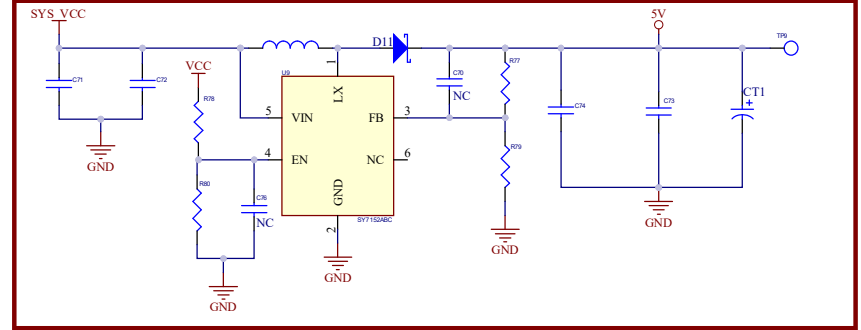 SYS_VCC
5V
TP9
D11
C71
C72
VCC
U9
1
C70
NC
R77
R78
LX
C74
C73
CT1
+
5
VIN
FB
3
4
EN
NC
6
R79
R80
C76
NC
GND
GND
2
SY7152ABC
GND
GND
GND
GND
GND